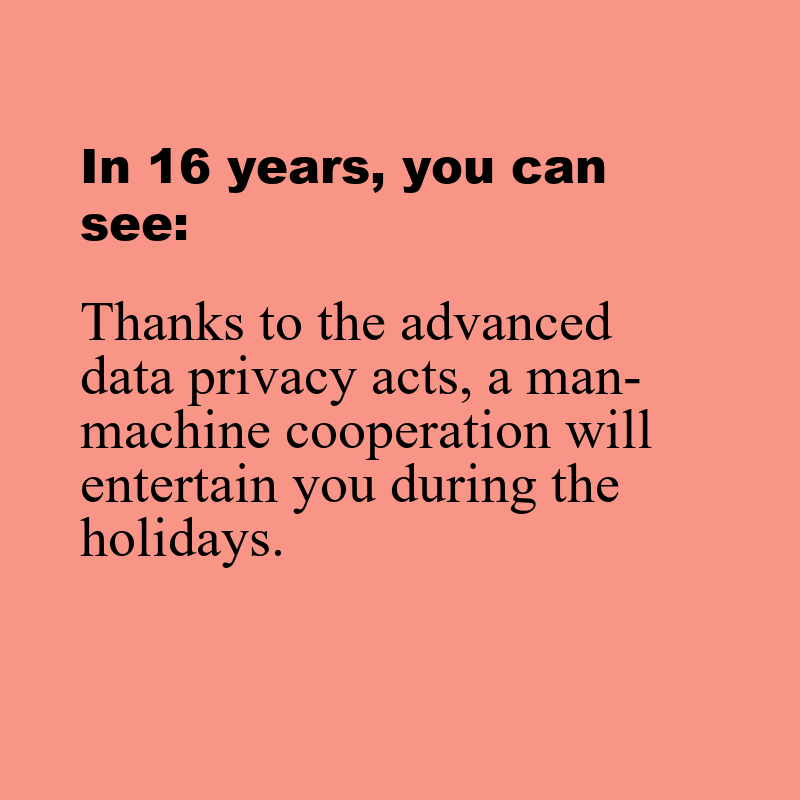 In 16 years, you can
see:
Thanks to the advanced
data privacy acts, a man-
machine cooperation will
entertain you during the
holidays.